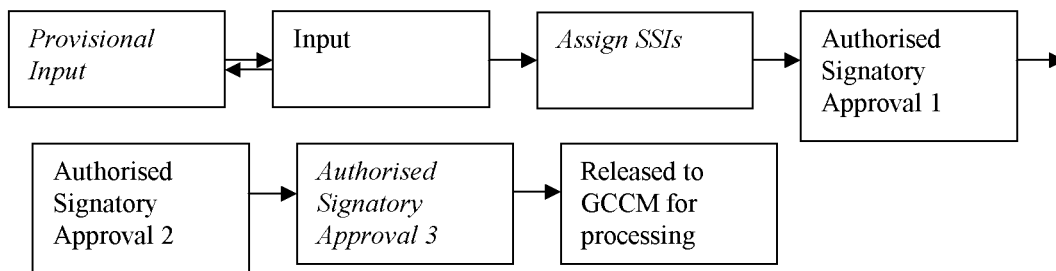 Provisional
Input
Input
Assign SSIs
Authorised
Signatory
Approval 1
Authorised
Signatory
Approval 2
Authorised
Signatory
Approval 3
Released to
GCCM for
processing